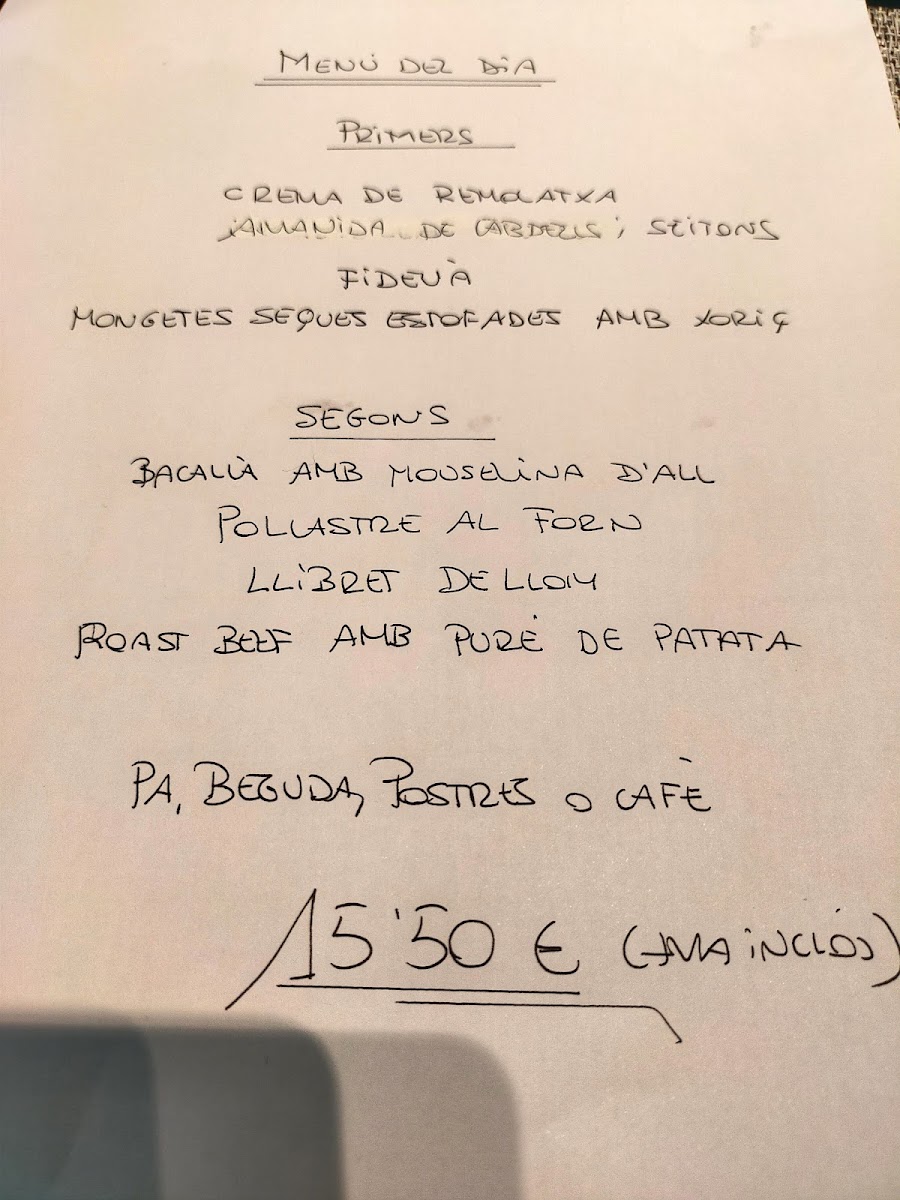 MENÚ DEL DIA
PRIMERS
CREMA DE REMOLATXA
AMANIDA DE CABDELLS i SEITONS
FIDEUÀ
MONGETES SEQUES ESTOFADES AMB XORIÇ
SEGONS
BACALLÀ AMB MOUSELINA D'ALL
POLLASTRE AL FORN
LLIBRET DE LLOM
ROAST BEEF AMB PURÉ DE PATATA
PA, BEGUDA, POSTRES O CAFÈ
15'50 € (IVA INCLÓS)